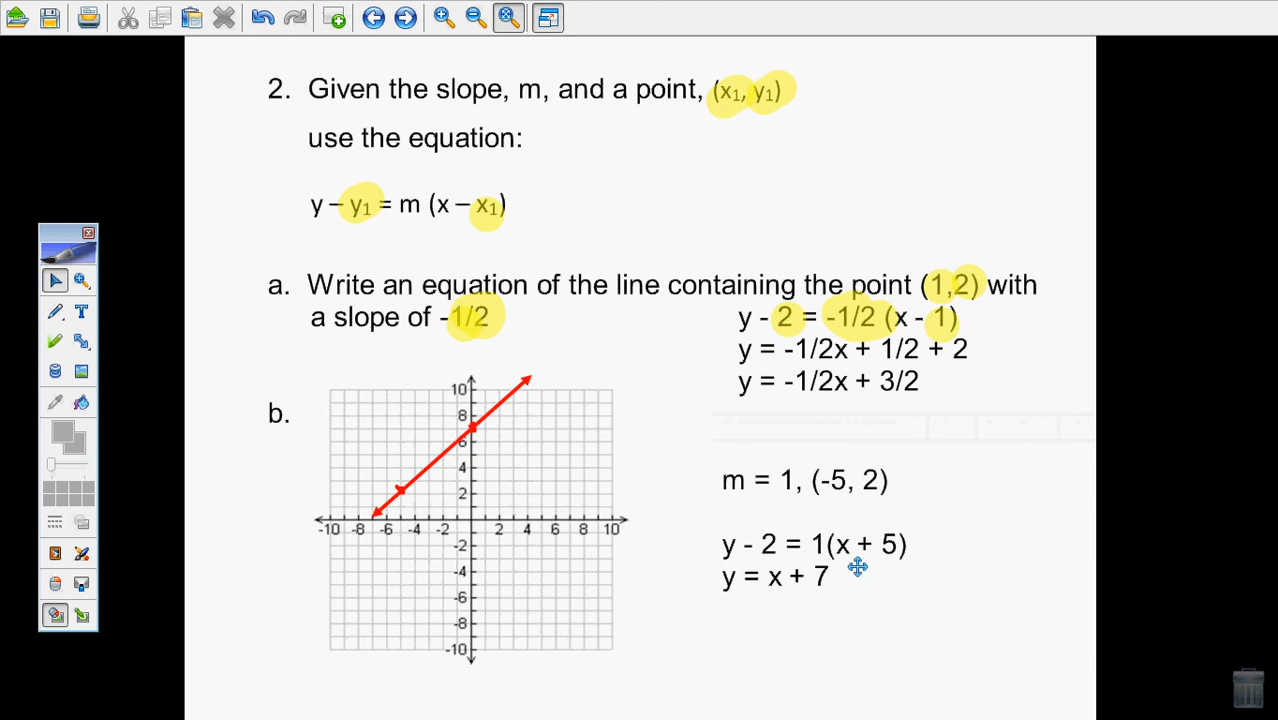 2. Given the slope, m, and a point, (x₁, y₁)
use the equation:
y – y₁ = m (x – x₁)
a. Write an equation of the line containing the point (1,2) with
a slope of -1/2
y - 2 = -1/2 (x - 1)
y = -1/2x + 1/2 + 2
y = -1/2x + 3/2
b.
10
8
6
4
2
-10 -8 -6 -4 -2 2 4 6 8 10
-2
-4
-6
-8
-10
m = 1, (-5, 2)
y - 2 = 1(x + 5)
y = x + 7